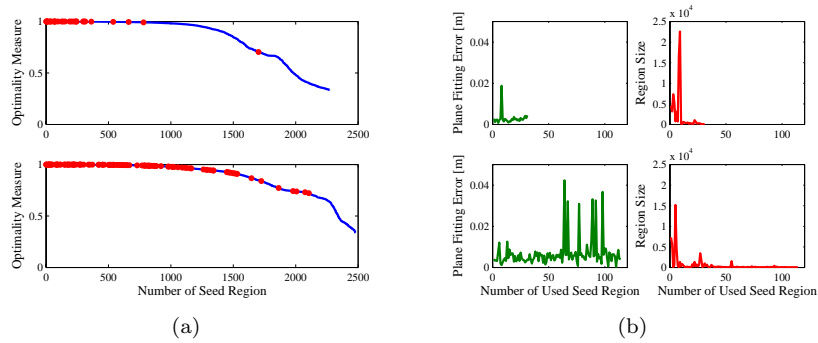 Optimality Measure
1
0.5
0
0 500 1000 1500 2000 2500
Optimality Measure
1
0.5
0
0 500 1000 1500 2000 2500
Number of Seed Region
(a)
Plane Fitting Error [m]
0.04
0.02
0
0 50 100
x 10^4
Region Size
2.5
2
1.5
1
0.5
0
0 50 100
Plane Fitting Error [m]
0.04
0.02
0
0 50 100
Number of Used Seed Region
x 10^4
Region Size
2.5
2
1.5
1
0.5
0
0 50 100
Number of Used Seed Region
(b)